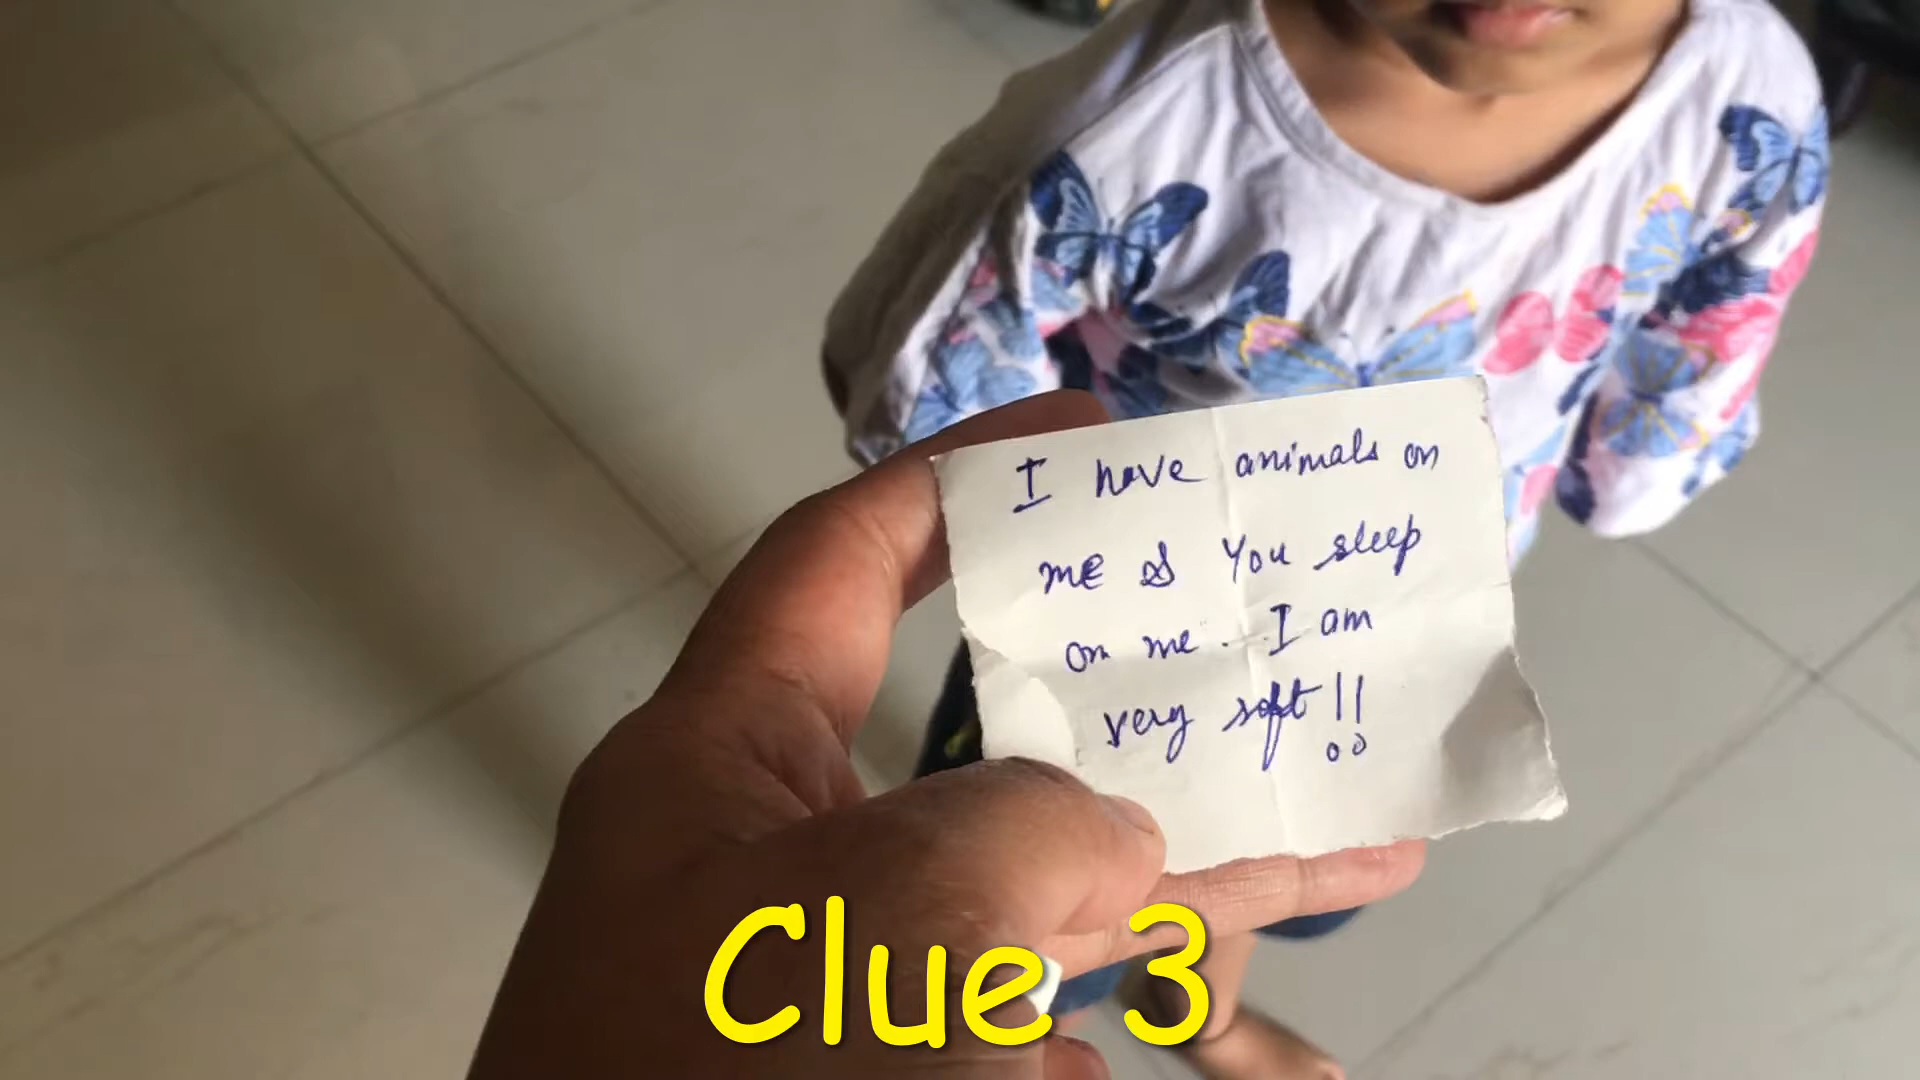 I have animals on
me & You sleep
on me. I am
very soft!!
Clue 3